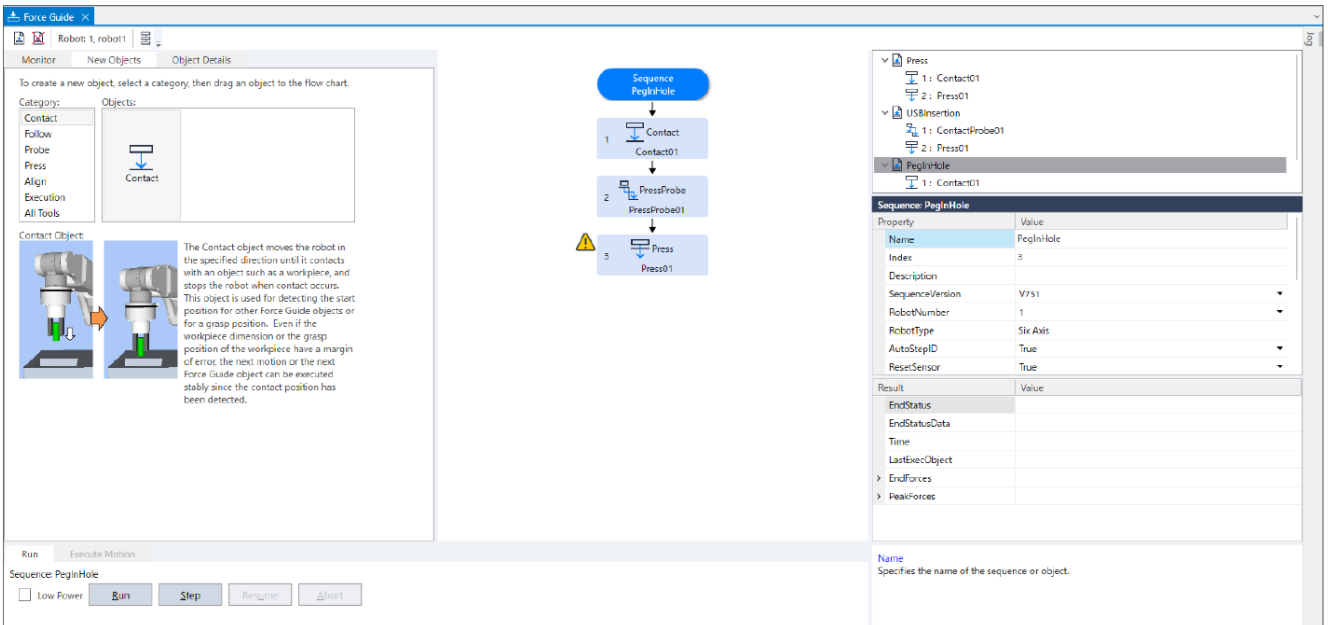 Force Guide
Robot: 1, robot1
Jog
Monitor New Objects Object Details
To create a new object, select a category, then drag an object to the flow chart.
Category: Objects:
Contact
Follow
Probe
Press
Align
Execution
All Tools
Contact
Contact Object:
The Contact object moves the robot in
the specified direction until it contacts
with an object such as a workpiece, and
stops the robot when contact occurs.
This object is used for detecting the start
position for other Force Guide objects or
for a grasp position. Even if the
workpiece dimension or the grasp
position of the workpiece have a margin
of error, the next motion or the next
Force Guide object can be executed
stably since the contact position has
been detected.
Sequence
PegInHole
1 Contact
Contact01
2 PressProbe
PressProbe01
3 Press
Press01
Press
1 : Contact01
2 : Press01
USBInsertion
1 : ContactProbe01
2 : Press01
PegInHole
1 : Contact01
Sequence: PegInHole
Property Value
Name PegInHole
Index 3
Description
SequenceVersion V751
RobotNumber 1
RobotType Six Axis
AutoStepID True
ResetSensor True
Result Value
EndStatus
EndStatusData
Time
LastExecObject
EndForces
PeakForces
Name
Specifies the name of the sequence or object.
Run Execute Motion
Sequence: PegInHole
Low Power Run Step Resume Abort